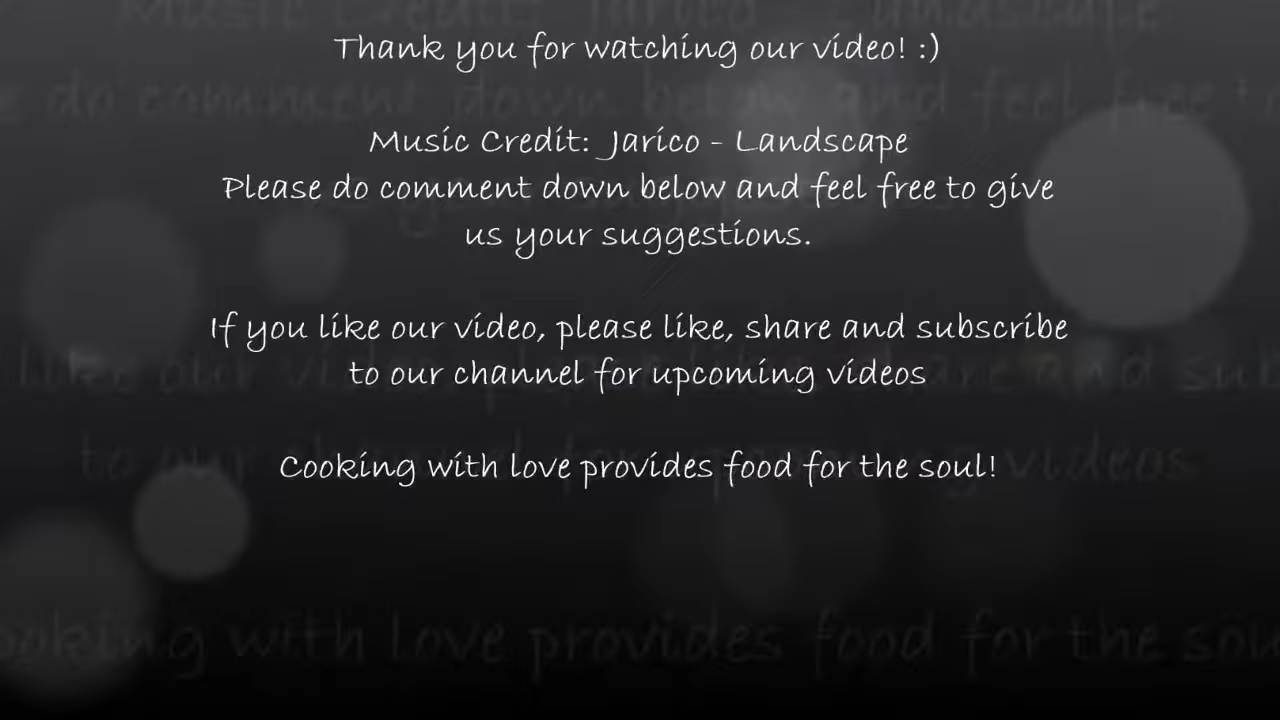 Thank you for watching our video! :)
Music Credit: Jarico - Landscape
Please do comment down below and feel free to give
us your suggestions.
If you like our video, please like, share and subscribe
to our channel for upcoming videos
Cooking with love provides food for the soul!